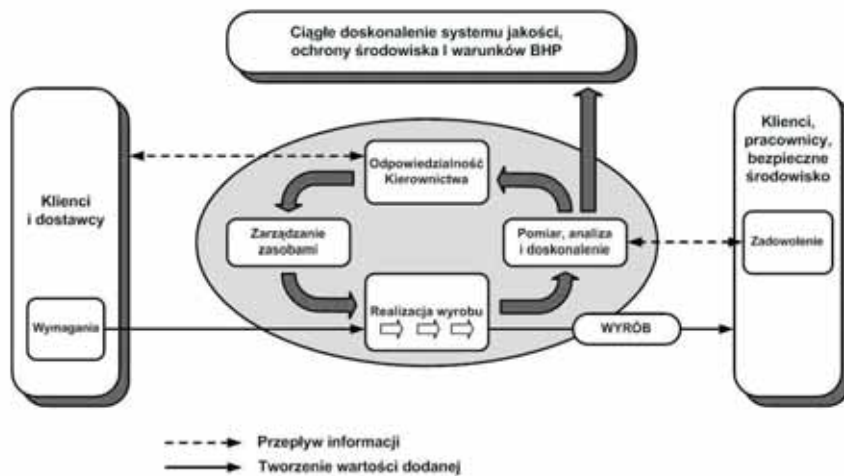 Ciągłe doskonalenie systemu jakości,
ochrony środowiska I warunków BHP
Klienci
i dostawcy
Wymagania
Odpowiedzialność
Kierownictwa
Zarządzanie
zasobami
Pomiar, analiza
i doskonalenie
Realizacja wyrobu
WYRÓB
Klienci,
pracownicy,
bezpieczne
środowisko
Zadowolenie
Przepływ informacji
Tworzenie wartości dodanej